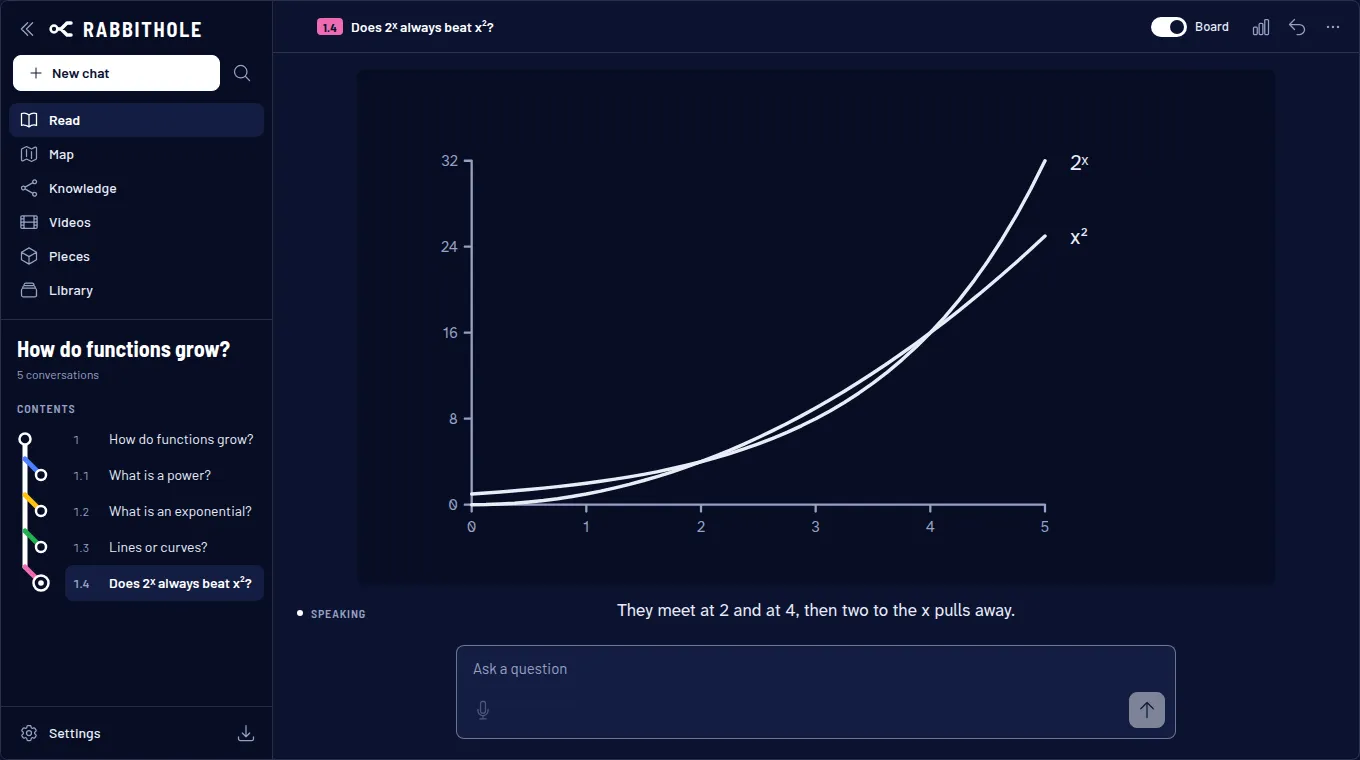 RABBITHOLE
New chat
Read
Map
Knowledge
Videos
Pieces
Library
How do functions grow?
5 conversations
CONTENTS
1 How do functions grow?
1.1 What is a power?
1.2 What is an exponential?
1.3 Lines or curves?
1.4 Does 2ˣ always beat x²?
Settings
1.4 Does 2ˣ always beat x²?
Board
32
24
16
8
0
0 1 2 3 4 5
2ˣ
x²
SPEAKING
They meet at 2 and at 4, then two to the x pulls away.
Ask a question